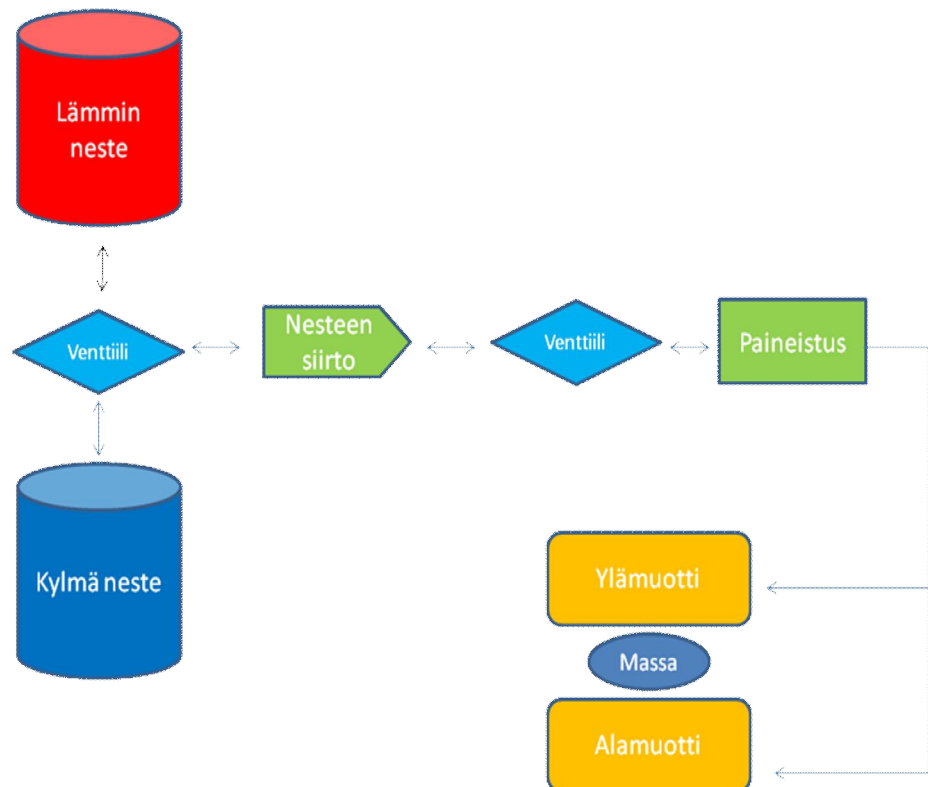 Lämmin
neste
Venttiili
Nesteen
siirto
Venttiili
Paineistus
Kylmä neste
Ylämuotti
Massa
Alamuotti